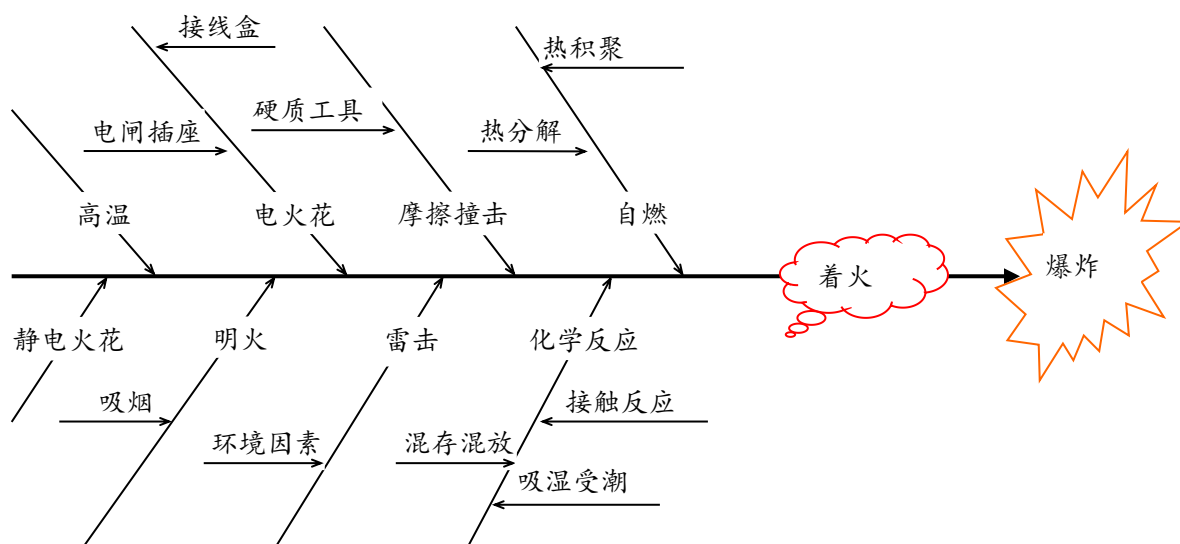 接线盒
热积聚
硬质工具
电闸插座
热分解
高温
电火花
摩擦撞击
自燃
着火
爆炸
静电火花
明火
雷击
化学反应
吸烟
接触反应
环境因素
混存混放
吸湿受潮